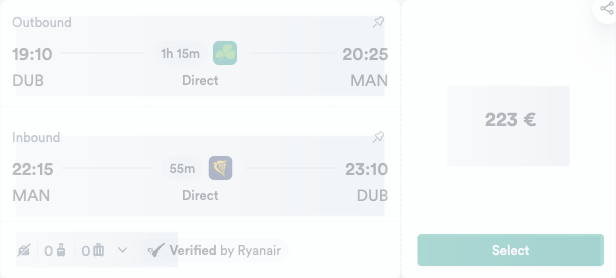 Outbound
19:10 1h 15m 20:25
DUB Direct MAN
Inbound
22:15 55m 23:10
MAN Direct DUB
0 0 Verified by Ryanair
223 €
Select